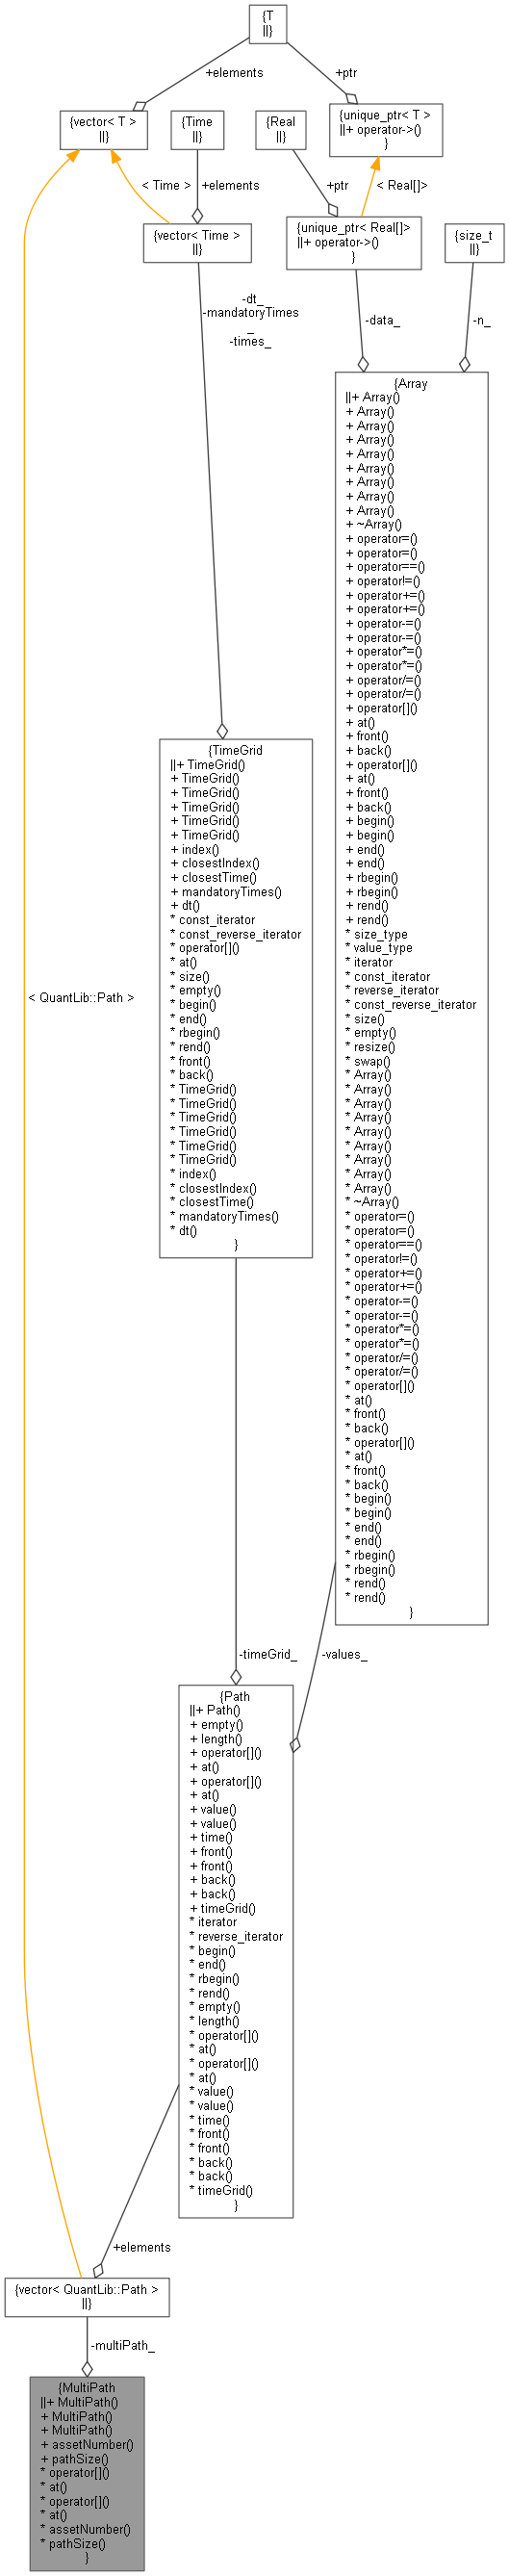 {T
||}
+elements
+ptr
{vector< T >
||}
{Time
||}
{Real
||}
{unique_ptr< T >
||+ operator->()
}
< Time >
+elements
+ptr
< Real[]>
{vector< Time >
||}
{unique_ptr< Real[]>
||+ operator->()
}
{size_t
||}
-dt_
-mandatoryTimes
_
-times_
-data_
-n_
{Array
||+ Array()
+ Array()
+ Array()
+ Array()
+ Array()
+ Array()
+ Array()
+ Array()
+ Array()
+ ~Array()
+ operator=()
+ operator=()
+ operator==()
+ operator!=()
+ operator+=()
+ operator+=()
+ operator-=()
+ operator-=()
+ operator*=()
+ operator*=()
+ operator/=()
+ operator/=()
+ operator[]()
+ at()
+ front()
+ back()
+ operator[]()
+ at()
+ front()
+ back()
+ begin()
+ begin()
+ end()
+ end()
+ rbegin()
+ rbegin()
+ rend()
+ rend()
* size_type
* value_type
* iterator
* const_iterator
* reverse_iterator
* const_reverse_iterator
* size()
* empty()
* resize()
* swap()
* Array()
* Array()
* Array()
* Array()
* Array()
* Array()
* Array()
* Array()
* Array()
* ~Array()
* operator=()
* operator=()
* operator==()
* operator!=()
* operator+=()
* operator+=()
* operator-=()
* operator-=()
* operator*=()
* operator*=()
* operator/=()
* operator/=()
* operator[]()
* at()
* front()
* back()
* operator[]()
* at()
* front()
* back()
* begin()
* begin()
* end()
* end()
* rbegin()
* rbegin()
* rend()
* rend()
}
{TimeGrid
||+ TimeGrid()
+ TimeGrid()
+ TimeGrid()
+ TimeGrid()
+ TimeGrid()
+ TimeGrid()
+ index()
+ closestIndex()
+ closestTime()
+ mandatoryTimes()
+ dt()
* const_iterator
* const_reverse_iterator
* operator[]()
* at()
* size()
* empty()
* begin()
* end()
* rbegin()
* rend()
* front()
* back()
* TimeGrid()
* TimeGrid()
* TimeGrid()
* TimeGrid()
* TimeGrid()
* TimeGrid()
* index()
* closestIndex()
* closestTime()
* mandatoryTimes()
* dt()
}
< QuantLib::Path >
-timeGrid_
-values_
{Path
||+ Path()
+ empty()
+ length()
+ operator[]()
+ at()
+ operator[]()
+ at()
+ value()
+ value()
+ time()
+ front()
+ front()
+ back()
+ back()
+ timeGrid()
* iterator
* reverse_iterator
* begin()
* end()
* rbegin()
* rend()
* empty()
* length()
* operator[]()
* at()
* operator[]()
* at()
* value()
* value()
* time()
* front()
* front()
* back()
* back()
* timeGrid()
}
+elements
{vector< QuantLib::Path >
||}
-multiPath_
{MultiPath
||+ MultiPath()
+ MultiPath()
+ MultiPath()
+ assetNumber()
+ pathSize()
* operator[]()
* at()
* operator[]()
* at()
* assetNumber()
* pathSize()
}